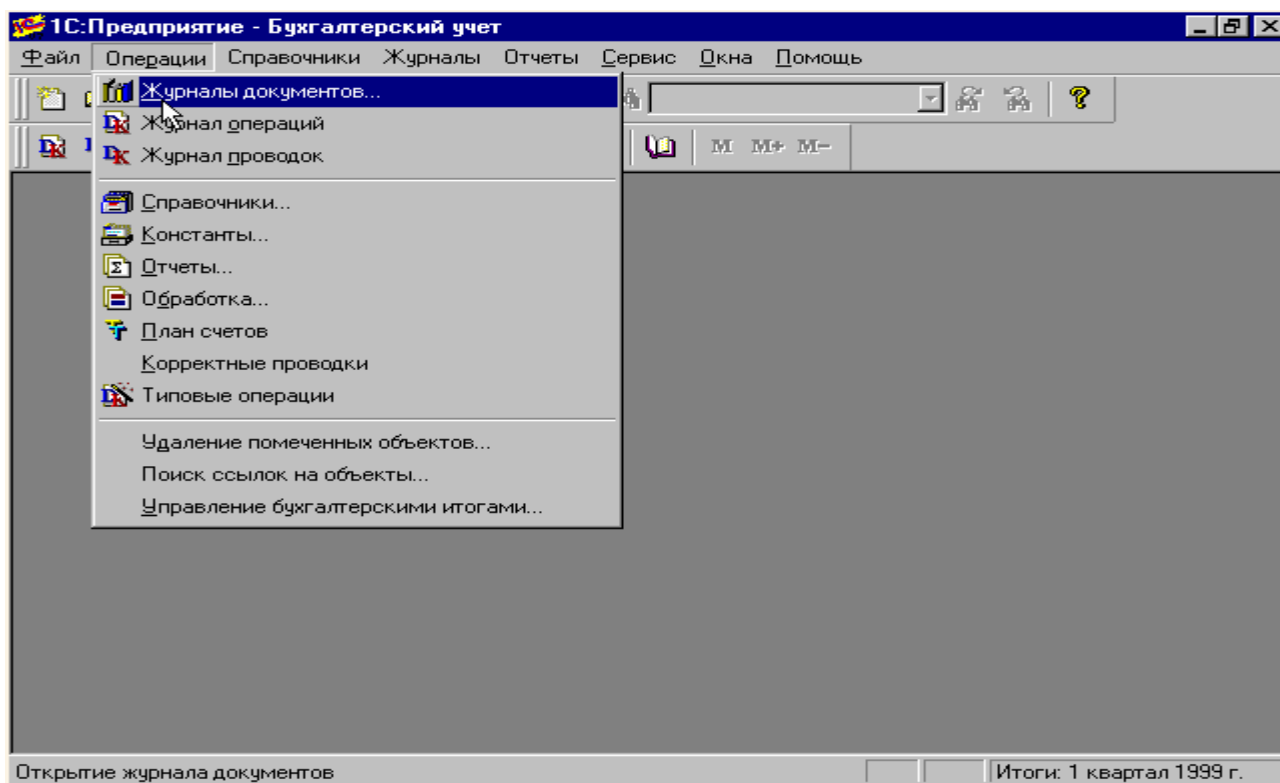 1С:Предприятие - Бухгалтерский учет
Файл Операции Справочники Журналы Отчеты Сервис Окна Помощь
Журналы документов...
Журнал операций
Журнал проводок
M M+ M-
Справочники...
Константы...
Отчеты...
Обработка...
План счетов
Корректные проводки
Типовые операции
Удаление помеченных объектов...
Поиск ссылок на объекты...
Управление бухгалтерскими итогами...
Открытие журнала документов
Итоги: 1 квартал 1999 г.